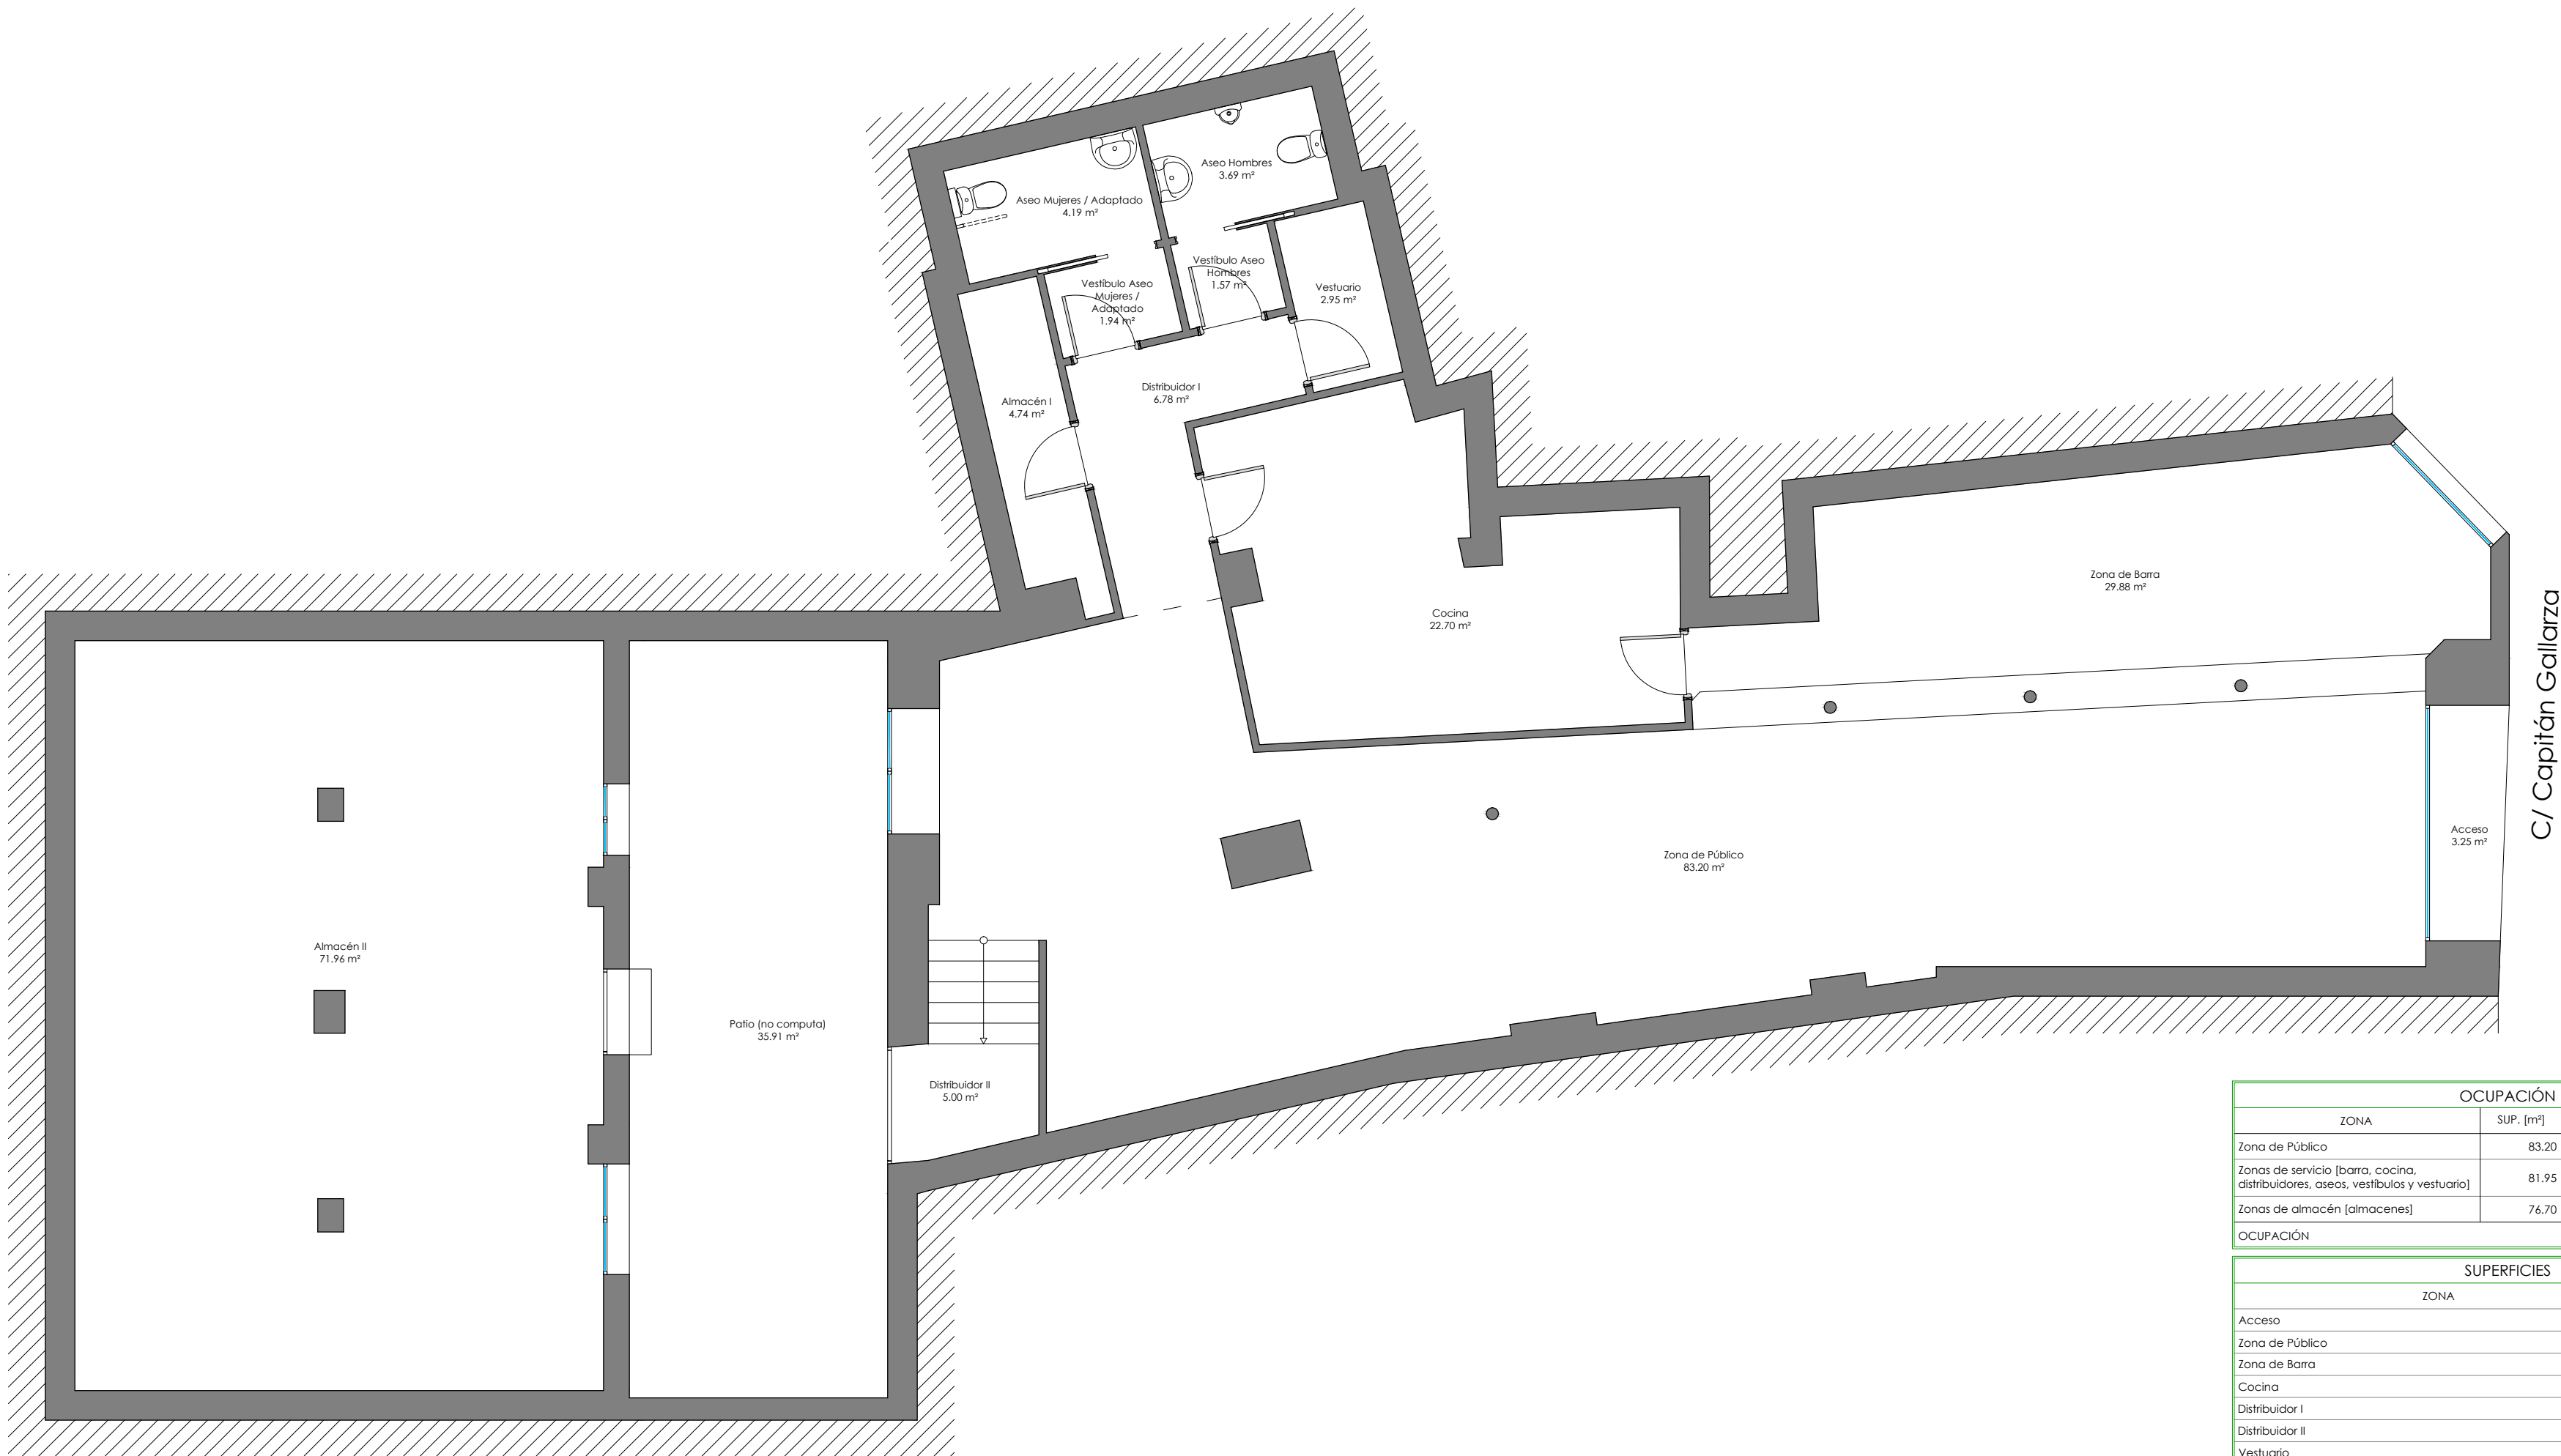 Aseo Hombres
3.69 m²
Aseo Mujeres / Adaptado
4.19 m²
Vestíbulo Aseo
Hombres
1.57 m²
Vestíbulo Aseo
Mujeres /
Adaptado
1.94 m²
Vestuario
2.95 m²
Distribuidor I
6.78 m²
Almacén I
4.74 m²
Zona de Barra
29.88 m²
Cocina
22.70 m²
C/ Capitán Gallarza
Acceso
3.25 m²
Zona de Público
83.20 m²
Almacén II
71.96 m²
Patio (no computa)
35.91 m²
Distribuidor II
5.00 m²
OCUPACIÓN
ZONA SUP. [m²]
Zona de Público 83.20
Zonas de servicio [barra, cocina,
distribuidores, aseos, vestíbulos y vestuario] 81.95
Zonas de almacén [almacenes] 76.70
OCUPACIÓN
SUPERFICIES
ZONA
Acceso
Zona de Público
Zona de Barra
Cocina
Distribuidor I
Distribuidor II
Vestuario